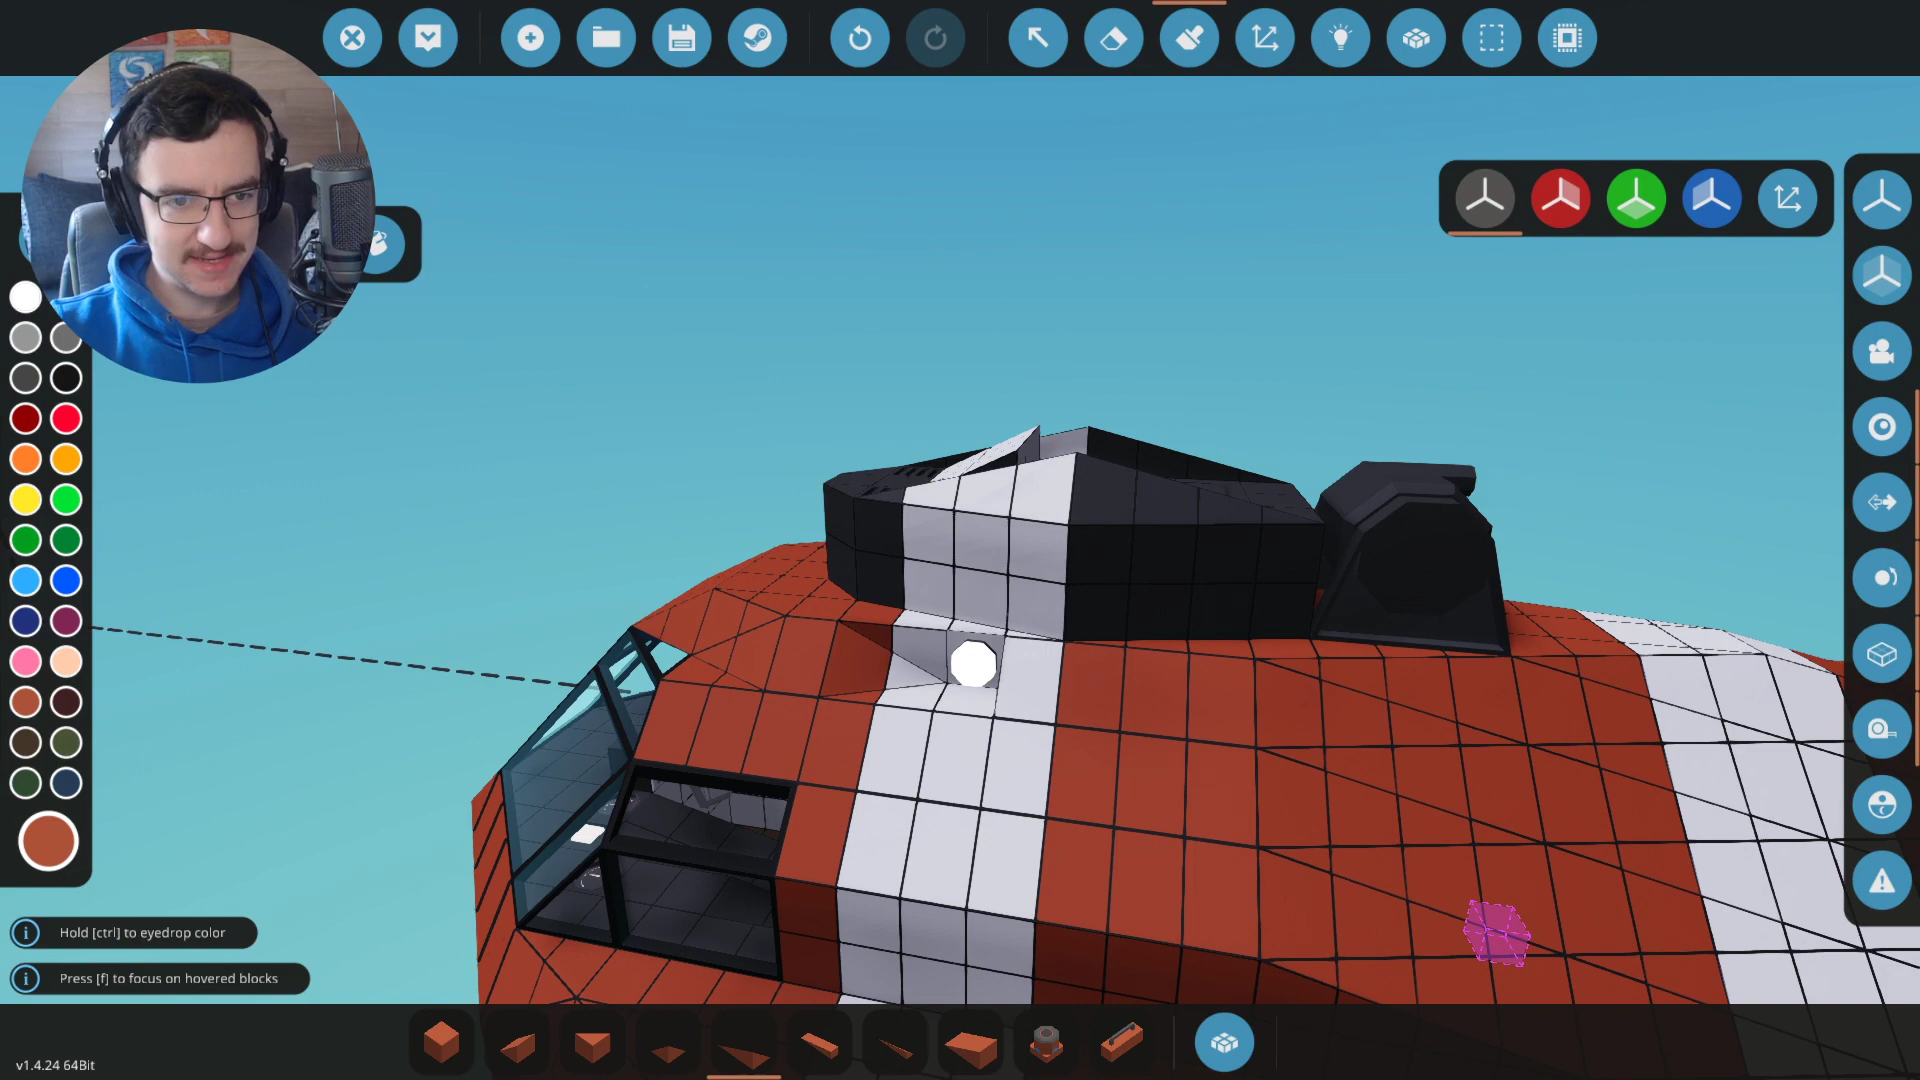 Hold [ctrl] to eyedrop color
Press [f] to focus on hovered blocks
v1.4.24 64Bit